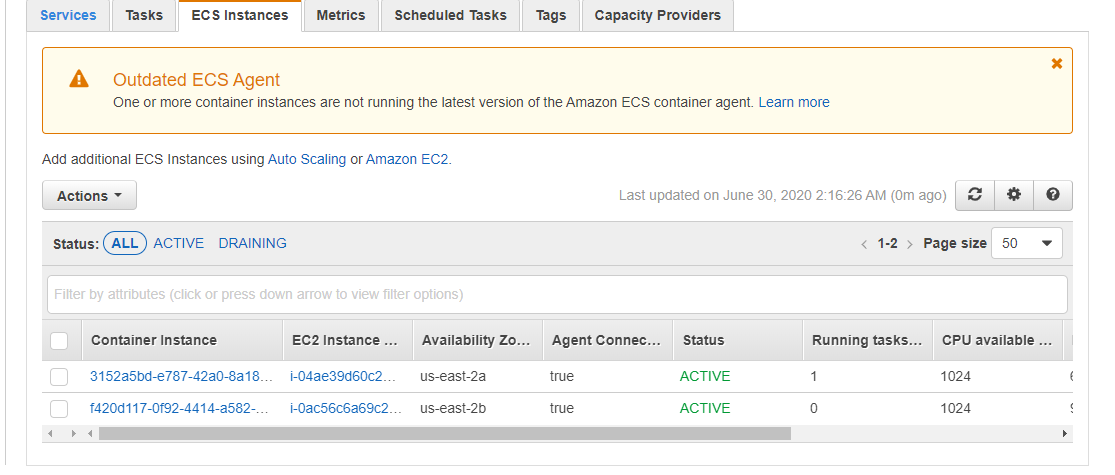 Services Tasks ECS Instances Metrics Scheduled Tasks Tags Capacity Providers
Outdated ECS Agent
One or more container instances are not running the latest version of the Amazon ECS container agent. Learn more
Add additional ECS Instances using Auto Scaling or Amazon EC2.
Actions Last updated on June 30, 2020 2:16:26 AM (0m ago)
Status: ALL ACTIVE DRAINING 1-2 Page size 50
Filter by attributes (click or press down arrow to view filter options)
Container Instance EC2 Instance ... Availability Zo... Agent Connec... Status Running tasks... CPU available ...
3152a5bd-e787-42a0-8a18... i-04ae39d60c2... us-east-2a true ACTIVE 1 1024
f420d117-0f92-4414-a582-... i-0ac56c6a69c2... us-east-2b true ACTIVE 0 1024